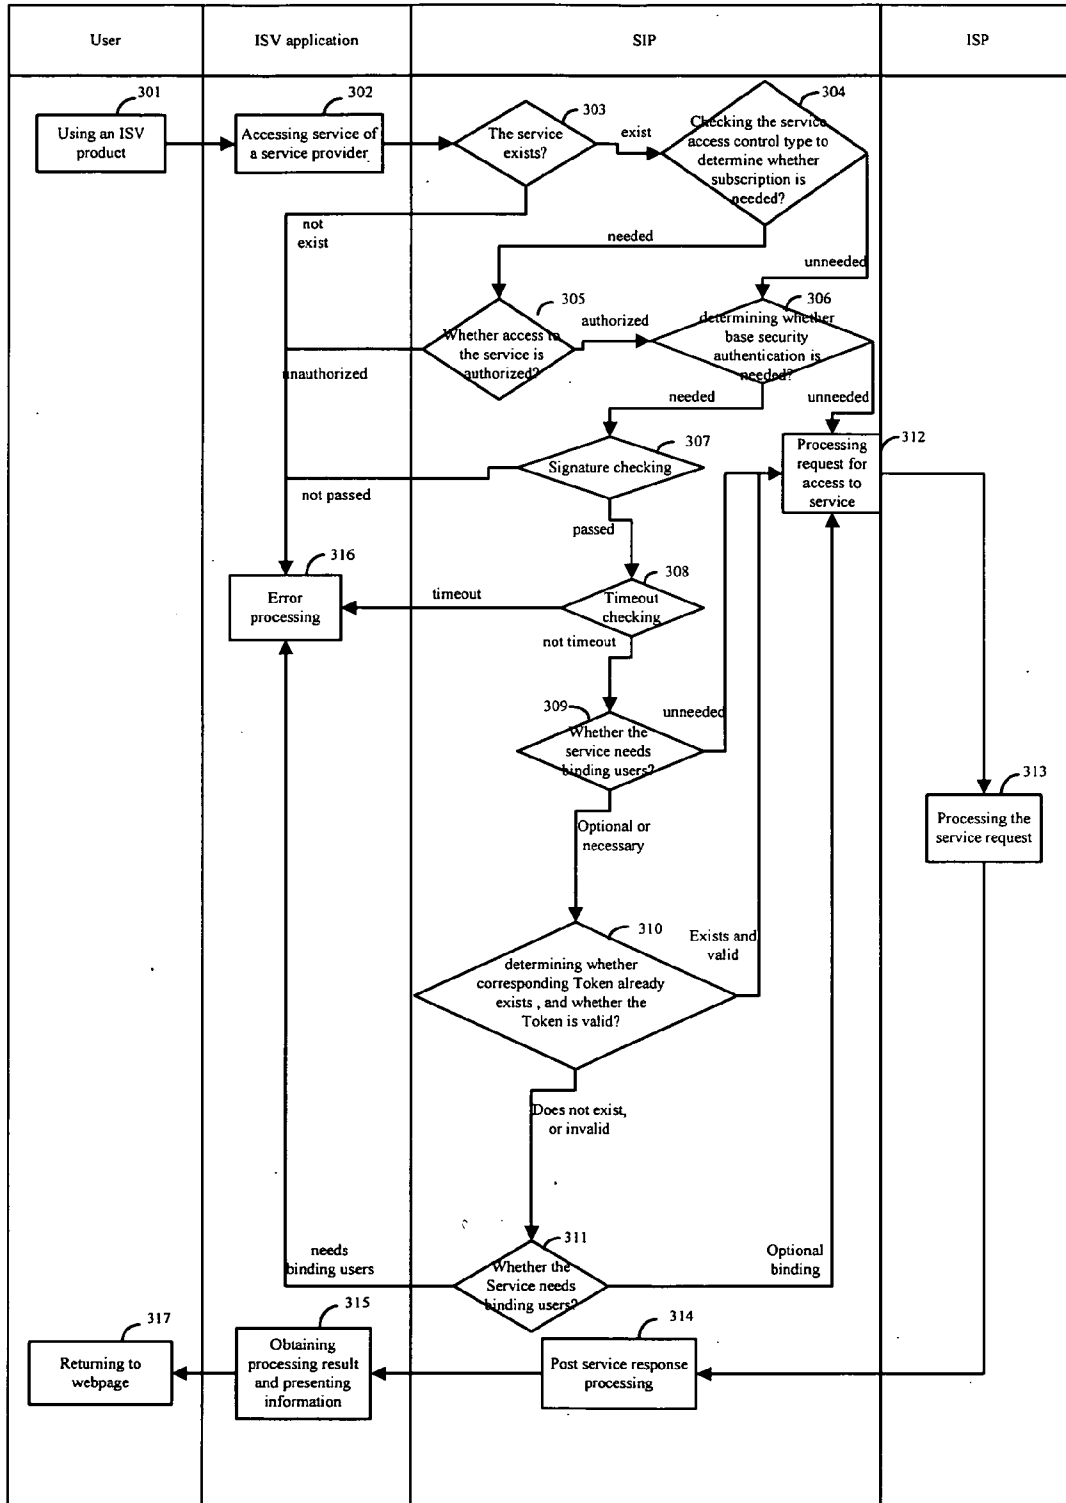 User
ISV application
SIP
ISP
301
302
303
304
Using an ISV
product
Accessing service of
a service provider
The service
exists?
exist
Checking the service
access control type to
determine whether
subscription is
needed?
not
exist
needed
unneeded
305
306
Whether access to
the service is
authorized?
authorized
determining whether
base security
authentication is
needed?
unauthorized
needed
unneeded
307
312
Signature checking
Processing
request for
access to
service
not passed
passed
316
308
Error
processing
timeout
Timeout
checking
not timeout
309
unneeded
Whether the
service needs
binding users?
313
Processing the
service request
Optional or
necessary
310
Exists and
valid
determining whether
corresponding Token already
exists , and whether the
Token is valid?
Does not exist,
or invalid
311
needs
binding users
Whether the
Service needs
binding users?
Optional
binding
317
315
314
Returning to
webpage
Obtaining
processing result
and presenting
information
Post service response
processing